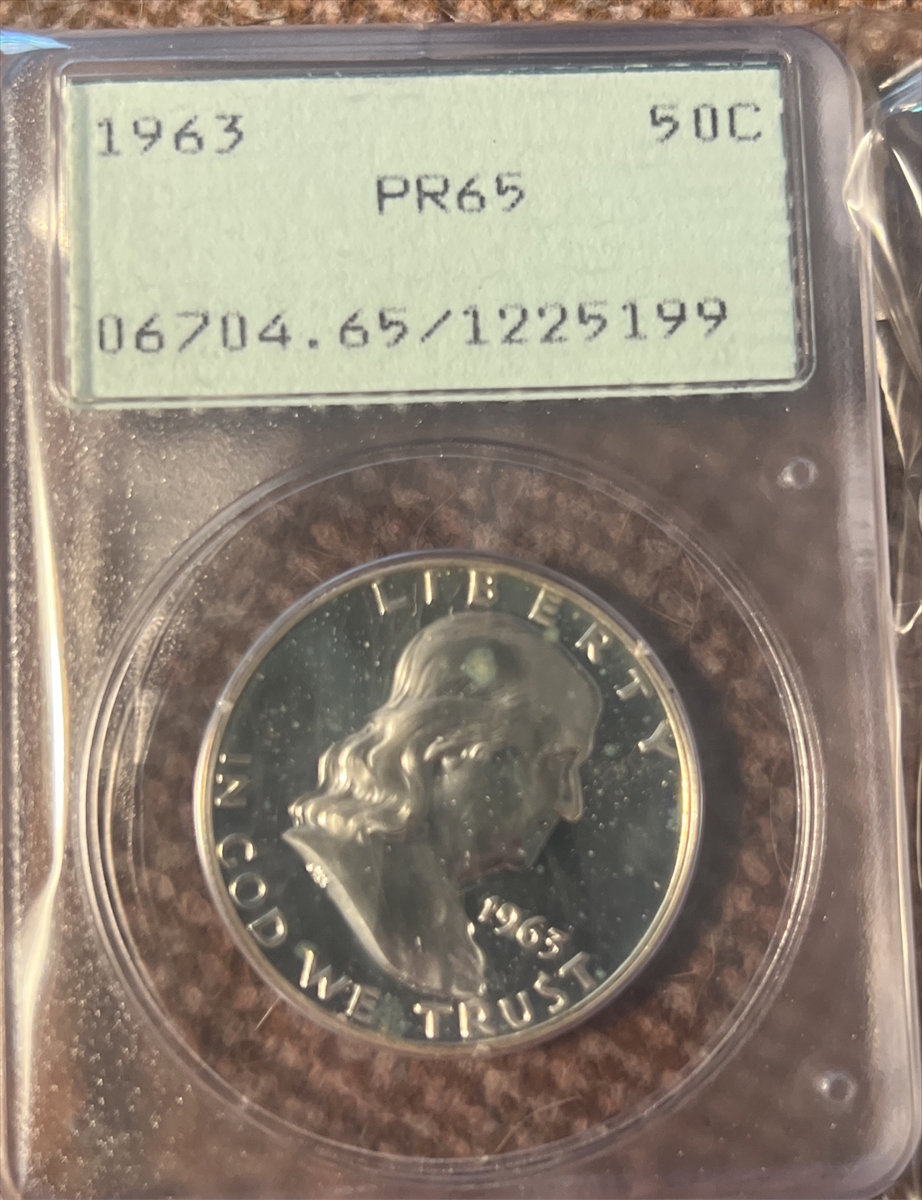 1963 50C
PR65
06704.65/1225199
LIBERTY
IN GOD WE TRUST
1963